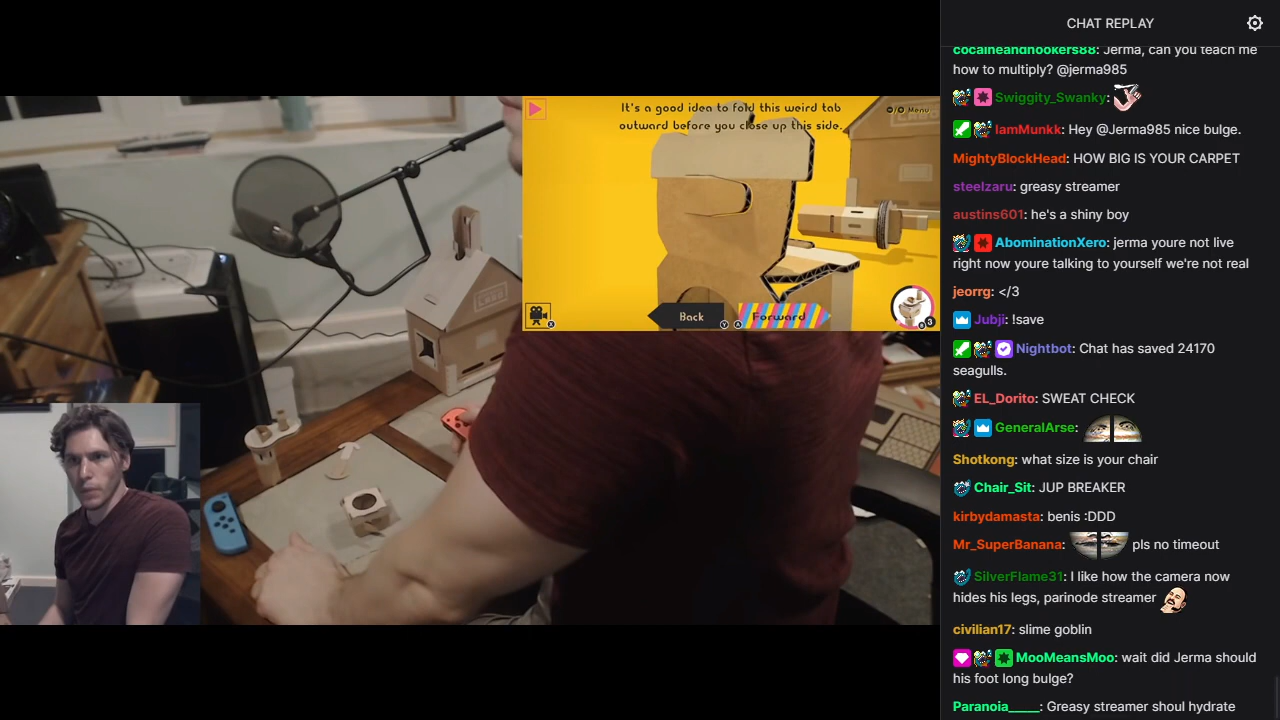 CHAT REPLAY
cocaineandhookers88: Jerma, can you teach me
how to multiply? @jerma985
Swiggity_Swanky:
IamMunkk: Hey @Jerma985 nice bulge.
MightyBlockHead: HOW BIG IS YOUR CARPET
steelzaru: greasy streamer
austins601: he's a shiny boy
AbominationXero: jerma youre not live
right now youre talking to yourself we're not real
jeorrg: </3
Jubji: !save
Nightbot: Chat has saved 24170
seagulls.
EL_Dorito: SWEAT CHECK
GeneralArse:
Shotkong: what size is your chair
Chair_Sit: JUP BREAKER
kirbydamasta: benis :DDD
Mr_SuperBanana: pls no timeout
SilverFlame31: I like how the camera now
hides his legs, parinode streamer
civilian17: slime goblin
MooMeansMoo: wait did Jerma should
his foot long bulge?
Paranoia_____: Greasy streamer shoul hydrate
It's a good idea to fold this weird tab
outward before you close up this side.
Menu
Back
Y
A
Forward
X
3